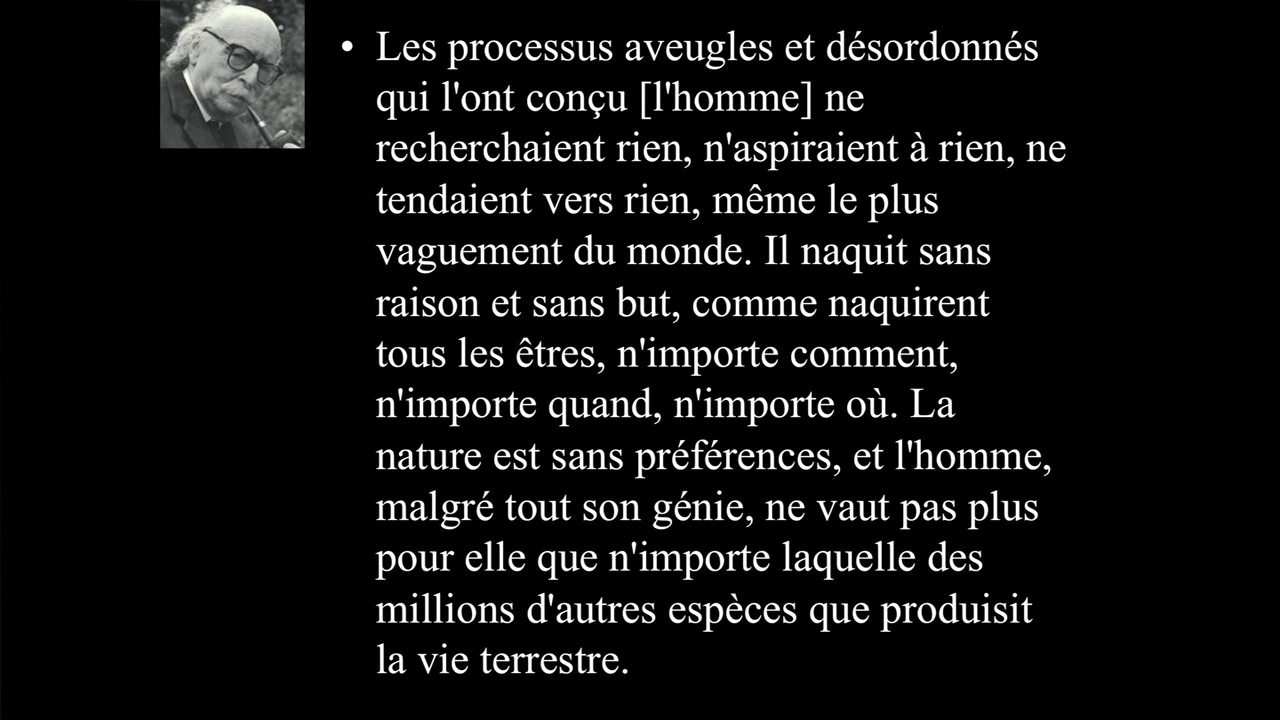 • Les processus aveugles et désordonnés
qui l'ont conçu [l'homme] ne
recherchaient rien, n'aspiraient à rien, ne
tendaient vers rien, même le plus
vaguement du monde. Il naquit sans
raison et sans but, comme naquirent
tous les êtres, n'importe comment,
n'importe quand, n'importe où. La
nature est sans préférences, et l'homme,
malgré tout son génie, ne vaut pas plus
pour elle que n'importe laquelle des
millions d'autres espèces que produisit
la vie terrestre.